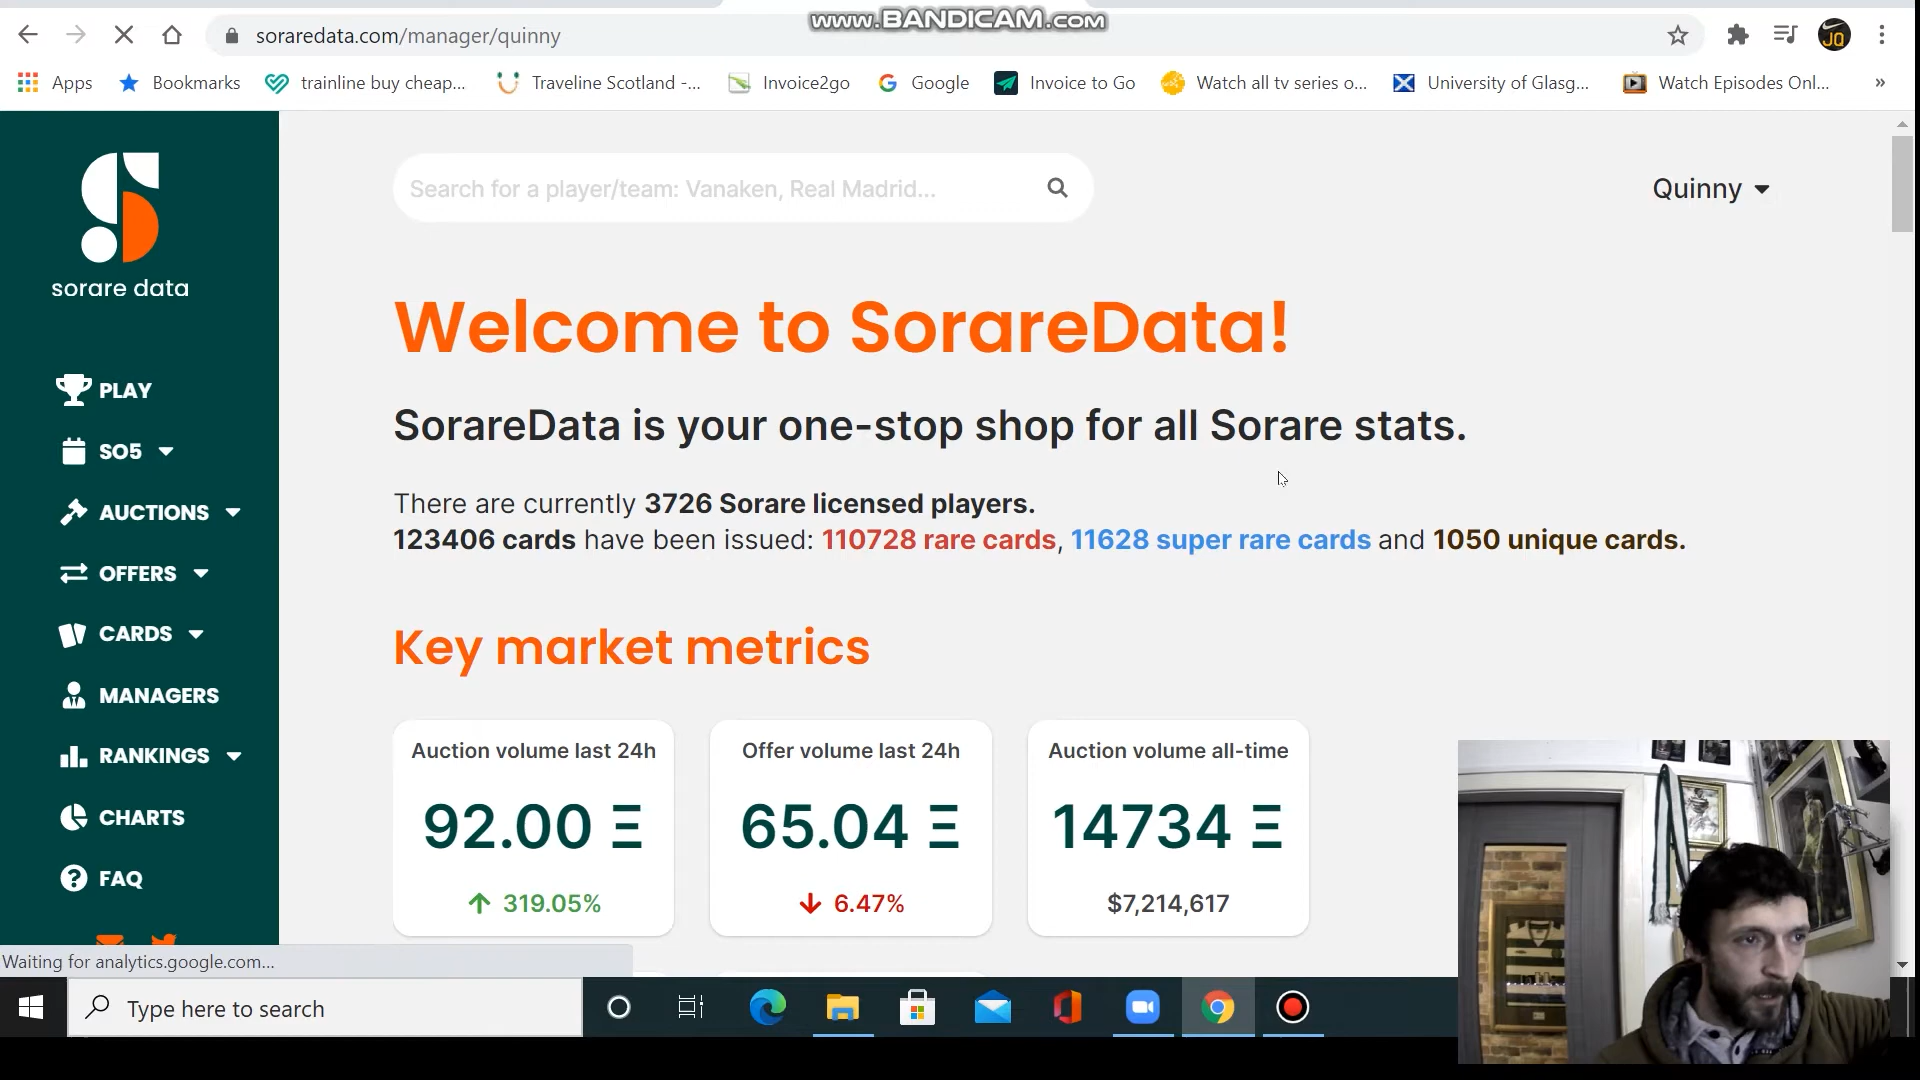 www.BANDICAM.com
soraredata.com/manager/quinny
JQ
Apps
Bookmarks
trainline buy cheap...
Traveline Scotland -...
Invoice2go
Google
Invoice to Go
Watch all tv series o...
University of Glasg...
Watch Episodes Onl...
»
sorare data
Search for a player/team: Vanaken, Real Madrid...
Quinny
Welcome to SorareData!
SorareData is your one-stop shop for all Sorare stats.
There are currently 3726 Sorare licensed players.
123406 cards have been issued: 110728 rare cards, 11628 super rare cards and 1050 unique cards.
PLAY
SO5
AUCTIONS
OFFERS
CARDS
MANAGERS
RANKINGS
CHARTS
FAQ
Key market metrics
Auction volume last 24h
92.00 Ξ
319.05%
Offer volume last 24h
65.04 Ξ
6.47%
Auction volume all-time
14734 Ξ
$7,214,617
Waiting for analytics.google.com...
Type here to search